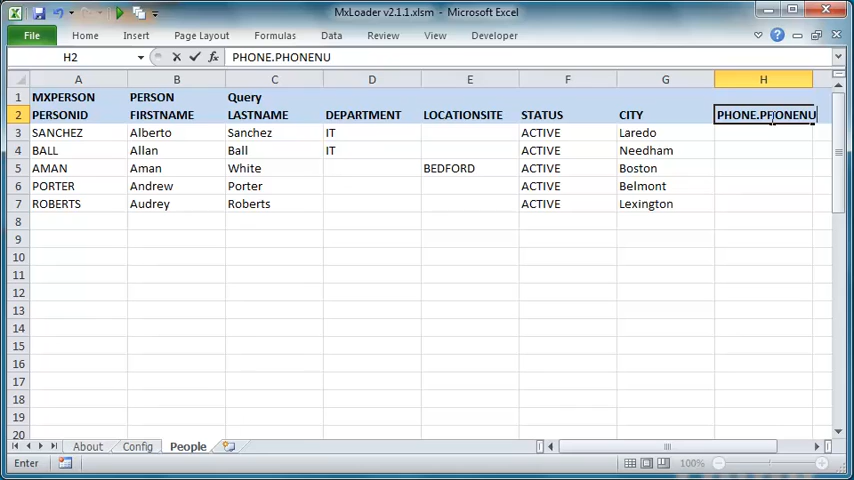 MxLoader v2.1.1.xlsm - Microsoft Excel
File Home Insert Page Layout Formulas Data Review View Developer
H2 fx PHONE.PHONENU
A B C D E F G H
1 MXPERSON PERSON Query
2 PERSONID FIRSTNAME LASTNAME DEPARTMENT LOCATIONSITE STATUS CITY PHONE.PHONENU
3 SANCHEZ Alberto Sanchez IT ACTIVE Laredo
4 BALL Allan Ball IT ACTIVE Needham
5 AMAN Aman White BEDFORD ACTIVE Boston
6 PORTER Andrew Porter ACTIVE Belmont
7 ROBERTS Audrey Roberts ACTIVE Lexington
8
9
10
11
12
13
14
15
16
17
18
19
20
About Config People
Enter 100%